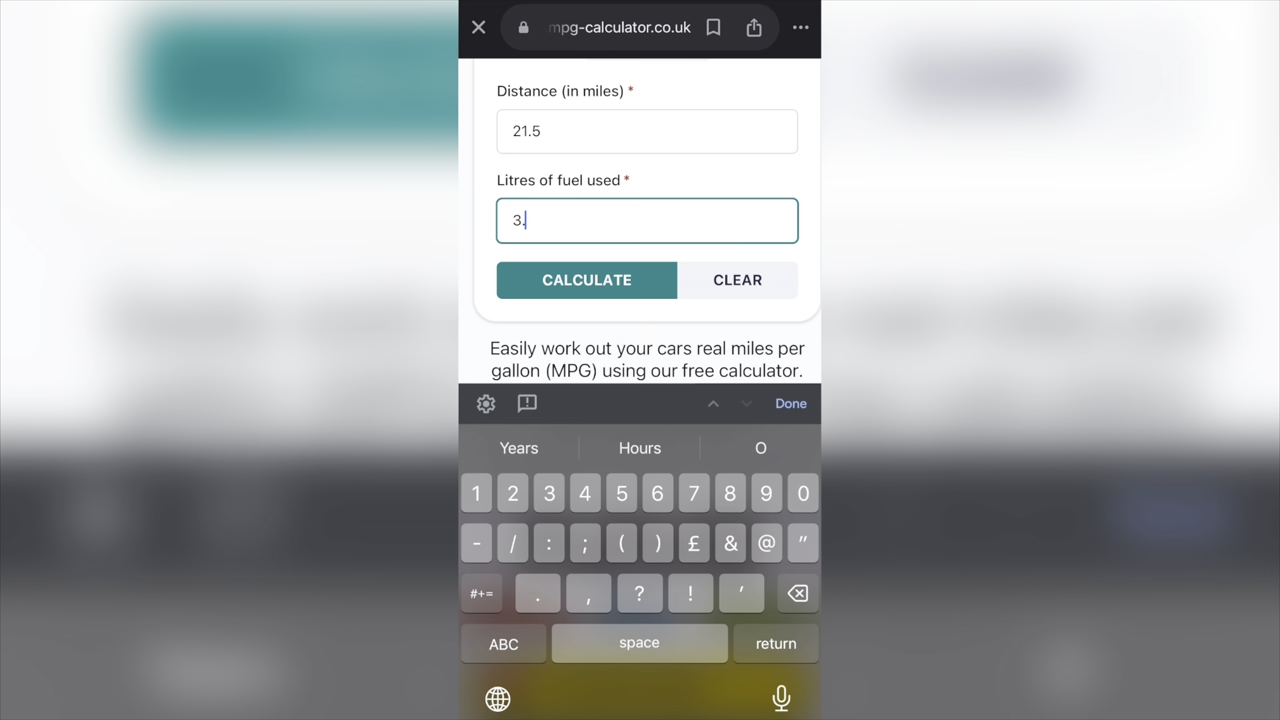 mpg-calculator.co.uk
Distance (in miles) *
21.5
Litres of fuel used *
3.
CALCULATE CLEAR
Easily work out your cars real miles per
gallon (MPG) using our free calculator.
Done
Years Hours O
1 2 3 4 5 6 7 8 9 0
- / : ; ( ) £ & @ "
#+= . , ? ! '
ABC space return